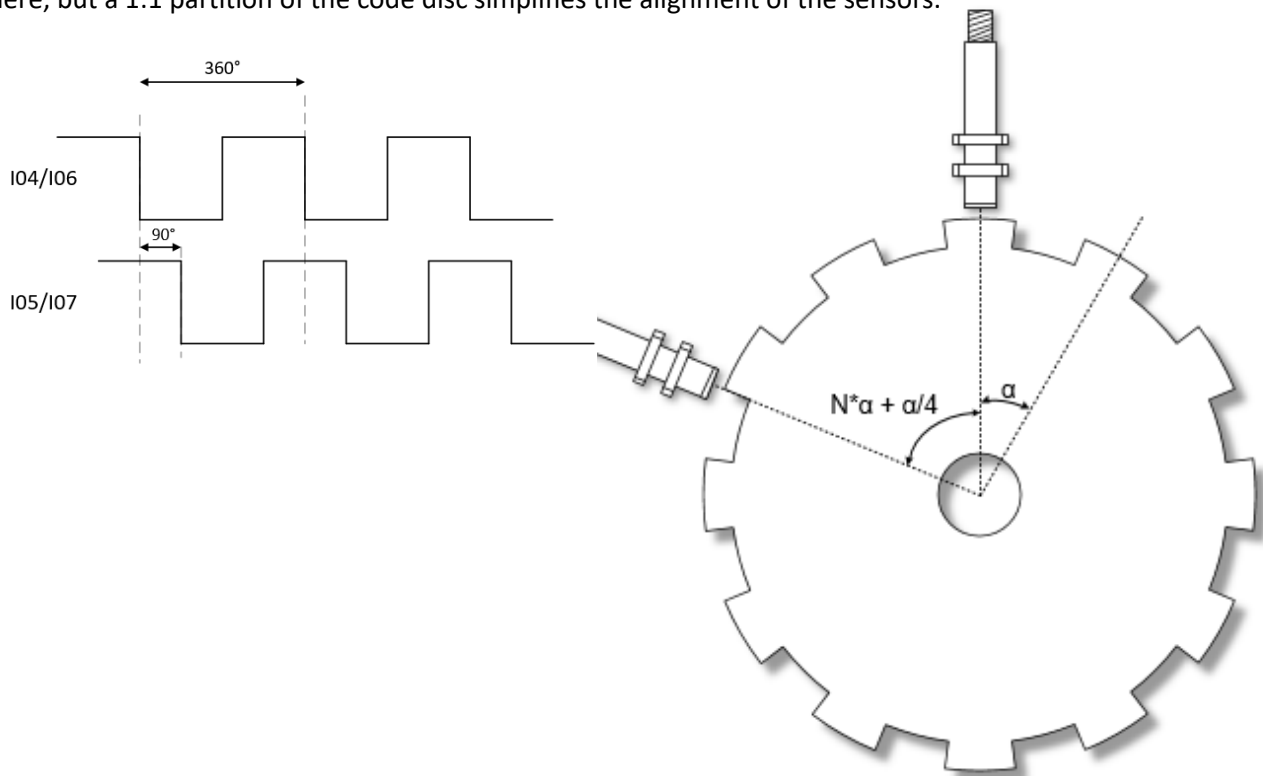 here, but a 1:1 partition of the code disc simplifies the alignment of the sensors.
360°
I04/I06
90°
I05/I07
N*α + α/4
α